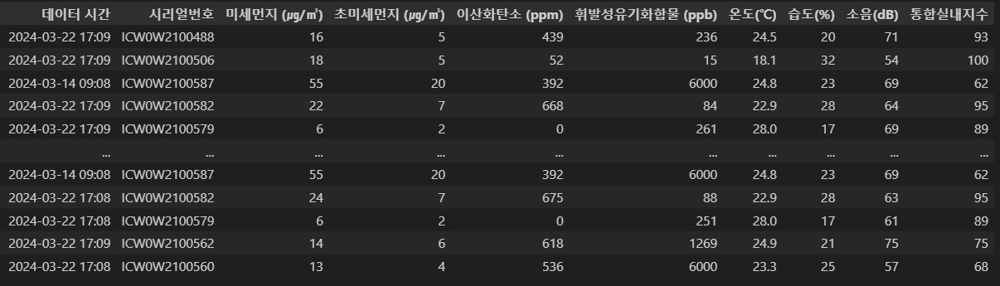 데이터 시간 시리얼번호 미세먼지 (㎍/㎥) 초미세먼지 (㎍/㎥) 이산화탄소 (ppm) 휘발성유기화합물 (ppb) 온도(℃) 습도(%) 소음(dB) 통합실내지수
2024-03-22 17:09 ICW0W2100488 16 5 439 236 24.5 20 71 93
2024-03-22 17:09 ICW0W2100506 18 5 52 15 18.1 32 54 100
2024-03-14 09:08 ICW0W2100587 55 20 392 6000 24.8 23 69 62
2024-03-22 17:09 ICW0W2100582 22 7 668 84 22.9 28 64 95
2024-03-22 17:09 ICW0W2100579 6 2 0 261 28.0 17 69 89
... ... ... ... ... ... ... ... ... ...
2024-03-14 09:08 ICW0W2100587 55 20 392 6000 24.8 23 69 62
2024-03-22 17:08 ICW0W2100582 24 7 675 88 22.9 28 63 95
2024-03-22 17:08 ICW0W2100579 6 2 0 251 28.0 17 61 89
2024-03-22 17:09 ICW0W2100562 14 6 618 1269 24.9 21 75 75
2024-03-22 17:08 ICW0W2100560 13 4 536 6000 23.3 25 57 68